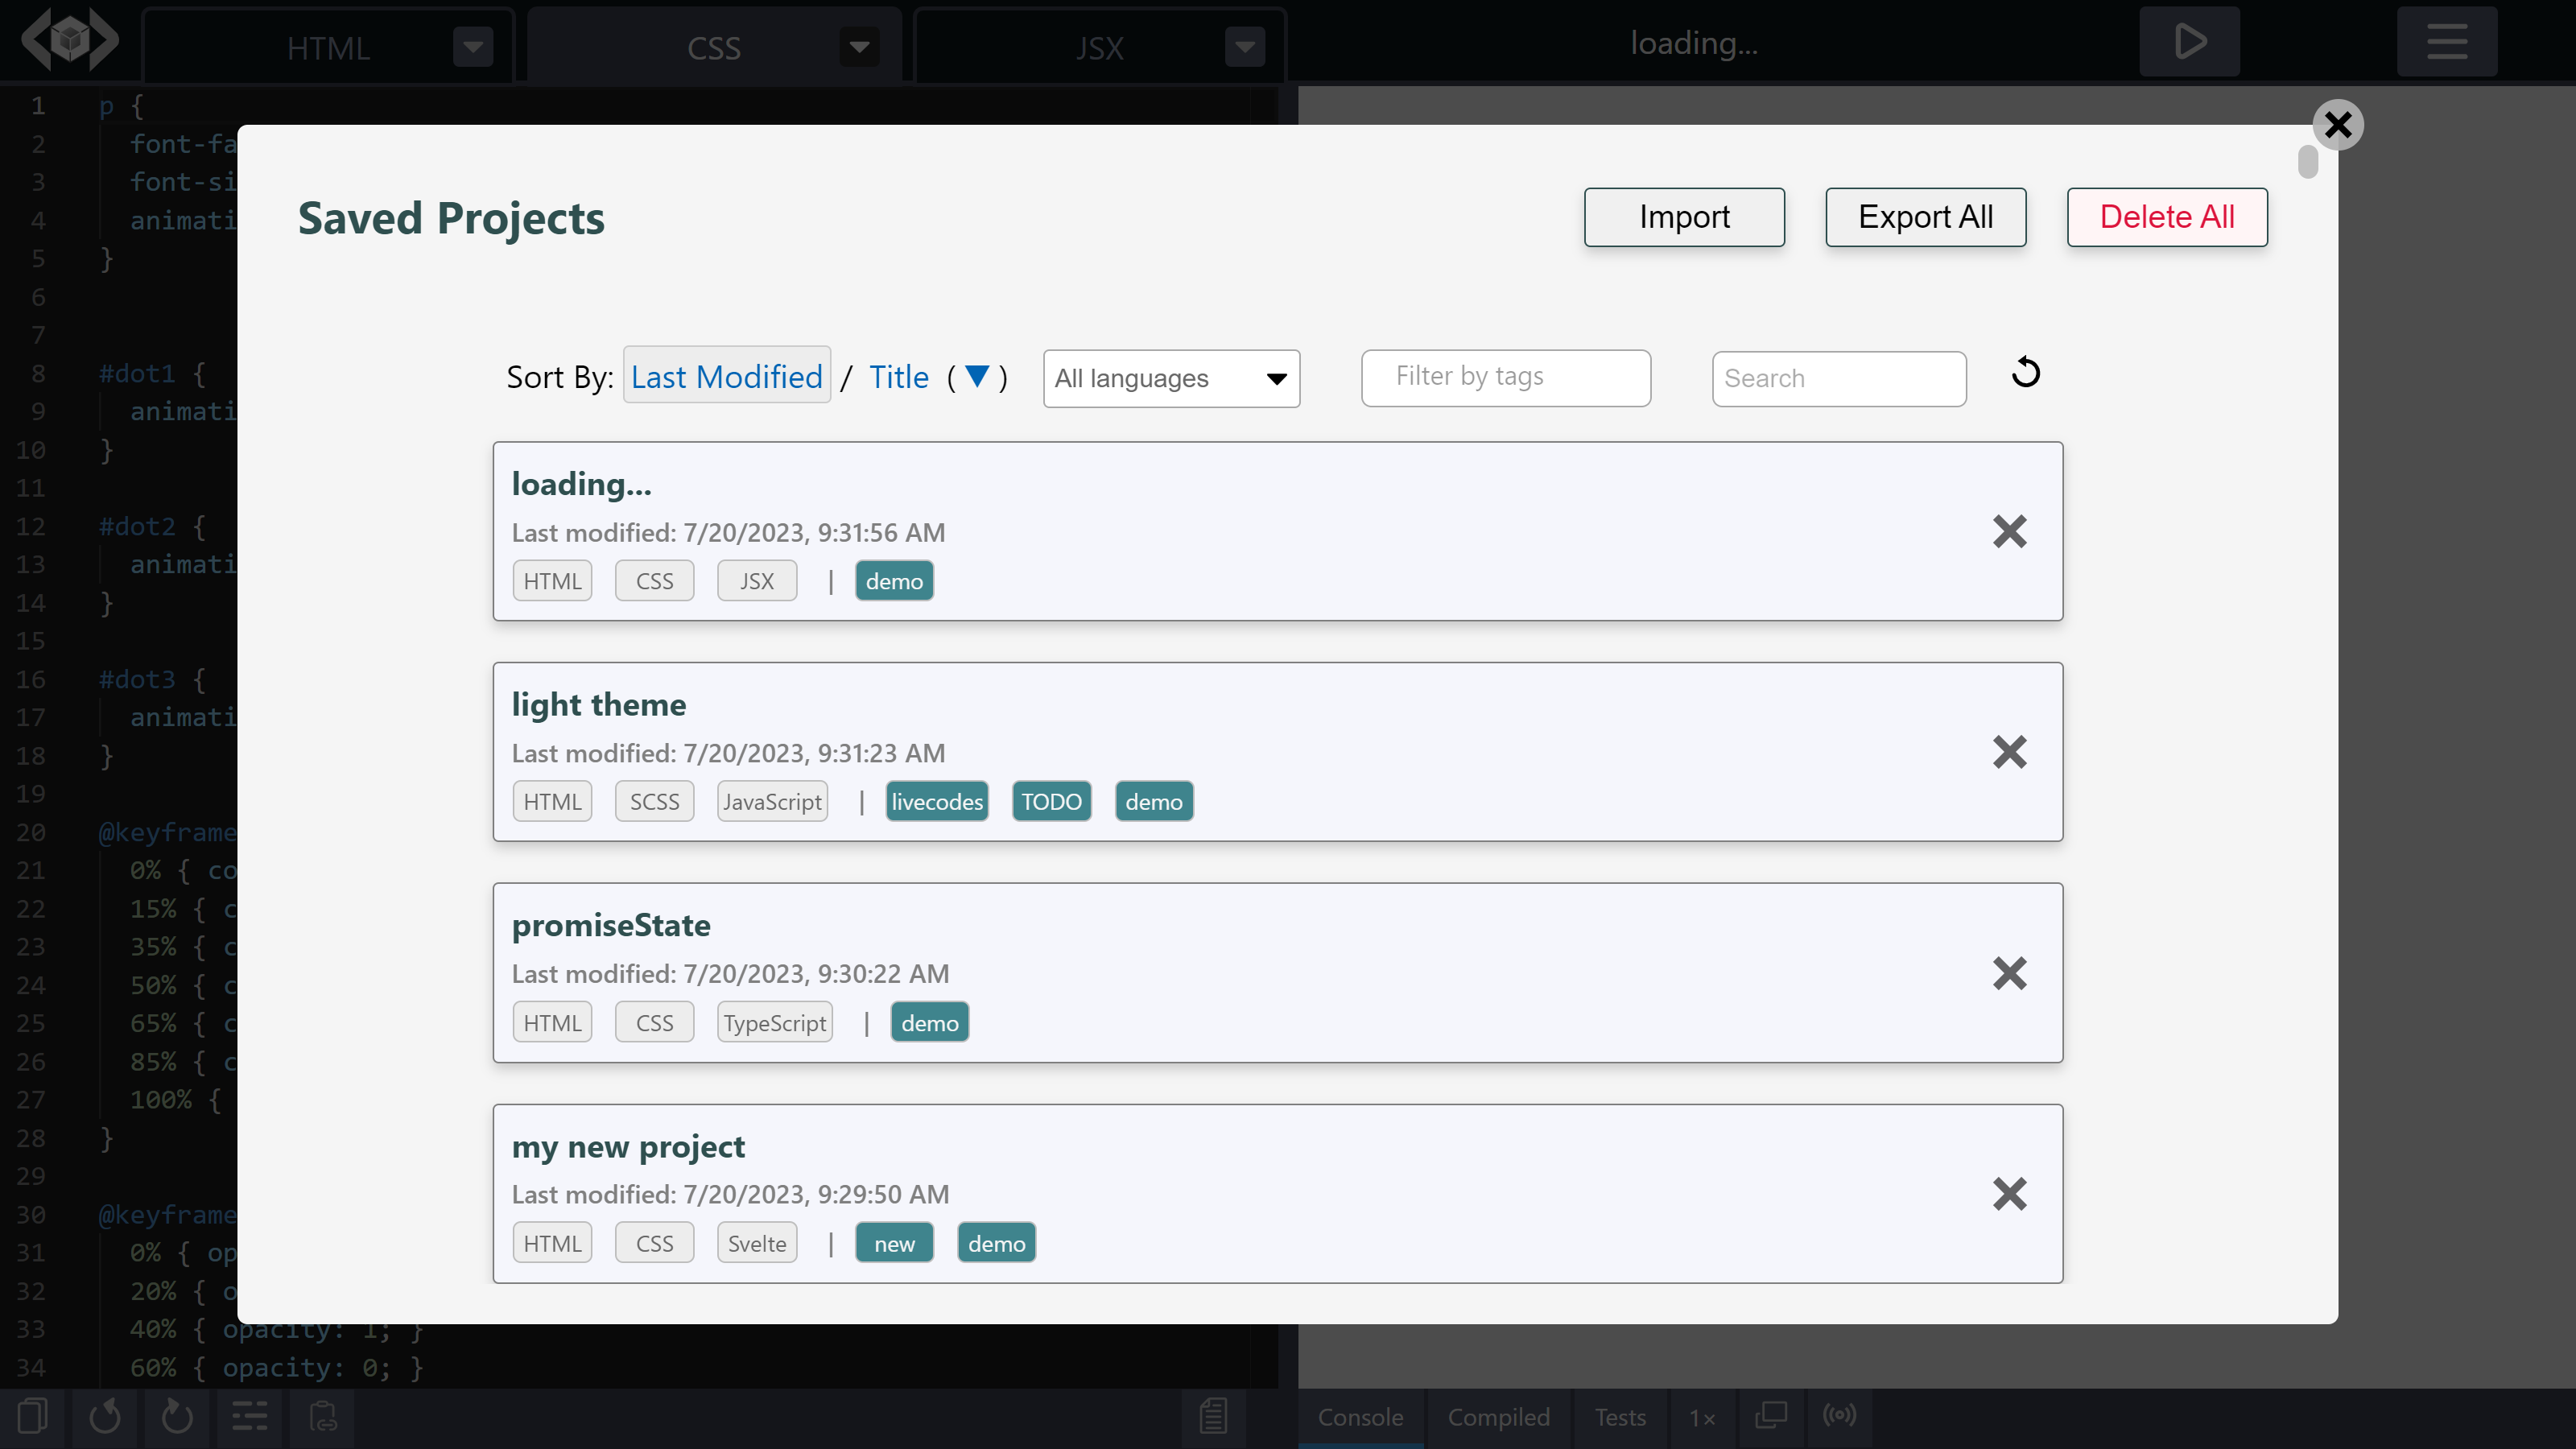 HTML
CSS
JSX
loading...
1 p {
2 font-fa
3 font-si
4 animati
5 }
6
7
8 #dot1 {
9 animati
10 }
11
12 #dot2 {
13 animati
14 }
15
16 #dot3 {
17 animati
18 }
19
20 @keyframe
21 0% { co
22 15% { c
23 35% { c
24 50% { c
25 65% { c
26 85% { c
27 100% {
28 }
29
30 @keyframe
31 0% { op
32 20% { o
33 40% { opacity: 1; }
34 60% { opacity: 0; }
Saved Projects
Import
Export All
Delete All
Sort By: Last Modified / Title (▼)
All languages
Filter by tags
Search
loading...
Last modified: 7/20/2023, 9:31:56 AM
HTML CSS JSX | demo
light theme
Last modified: 7/20/2023, 9:31:23 AM
HTML SCSS JavaScript | livecodes TODO demo
promiseState
Last modified: 7/20/2023, 9:30:22 AM
HTML CSS TypeScript | demo
my new project
Last modified: 7/20/2023, 9:29:50 AM
HTML CSS Svelte | new demo
Console
Compiled
Tests
1×